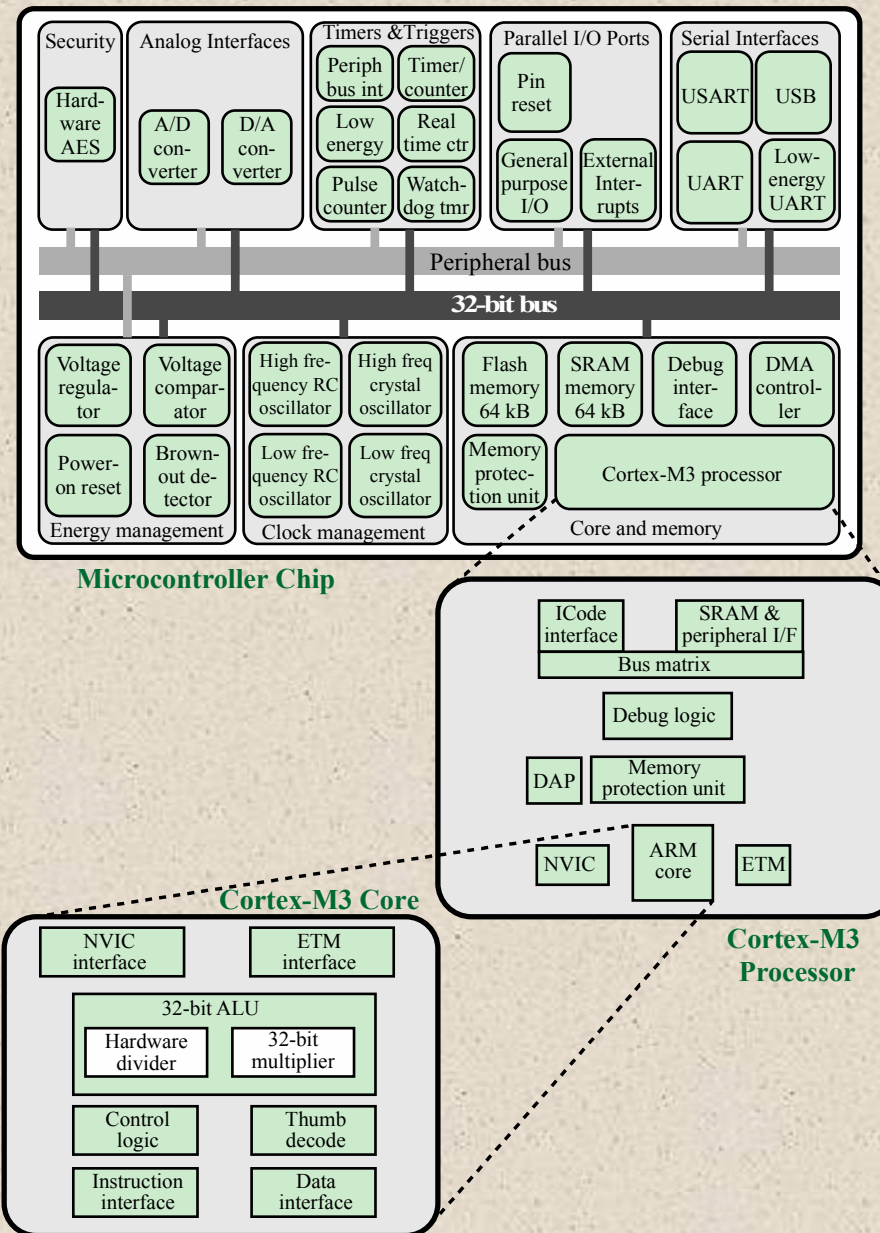 Security
Hard-
ware
AES
Analog Interfaces
A/D
con-
verter
D/A
con-
verter
Timers &Triggers
Periph
bus int
Timer/
counter
Low
energy
Real
time ctr
Pulse
counter
Watch-
dog tmr
Parallel I/O Ports
Pin
reset
General
purpose
I/O
External
Inter-
rupts
Serial Interfaces
USART
USB
UART
Low-
energy
UART
Peripheral bus
32-bit bus
Voltage
regula-
tor
Voltage
compar-
ator
Power-
on reset
Brown-
out de-
tector
Energy management
High fre-
quency RC
oscillator
High freq
crystal
oscillator
Low fre-
quency RC
oscillator
Low freq
crystal
oscillator
Clock management
Flash
memory
64 kB
SRAM
memory
64 kB
Debug
inter-
face
DMA
control-
ler
Memory
protec-
tion unit
Cortex-M3 processor
Core and memory
Microcontroller Chip
ICode
interface
SRAM &
peripheral I/F
Bus matrix
Debug logic
DAP
Memory
protection unit
NVIC
ARM
core
ETM
Cortex-M3
Processor
Cortex-M3 Core
NVIC
interface
ETM
interface
32-bit ALU
Hardware
divider
32-bit
multiplier
Control
logic
Thumb
decode
Instruction
interface
Data
interface